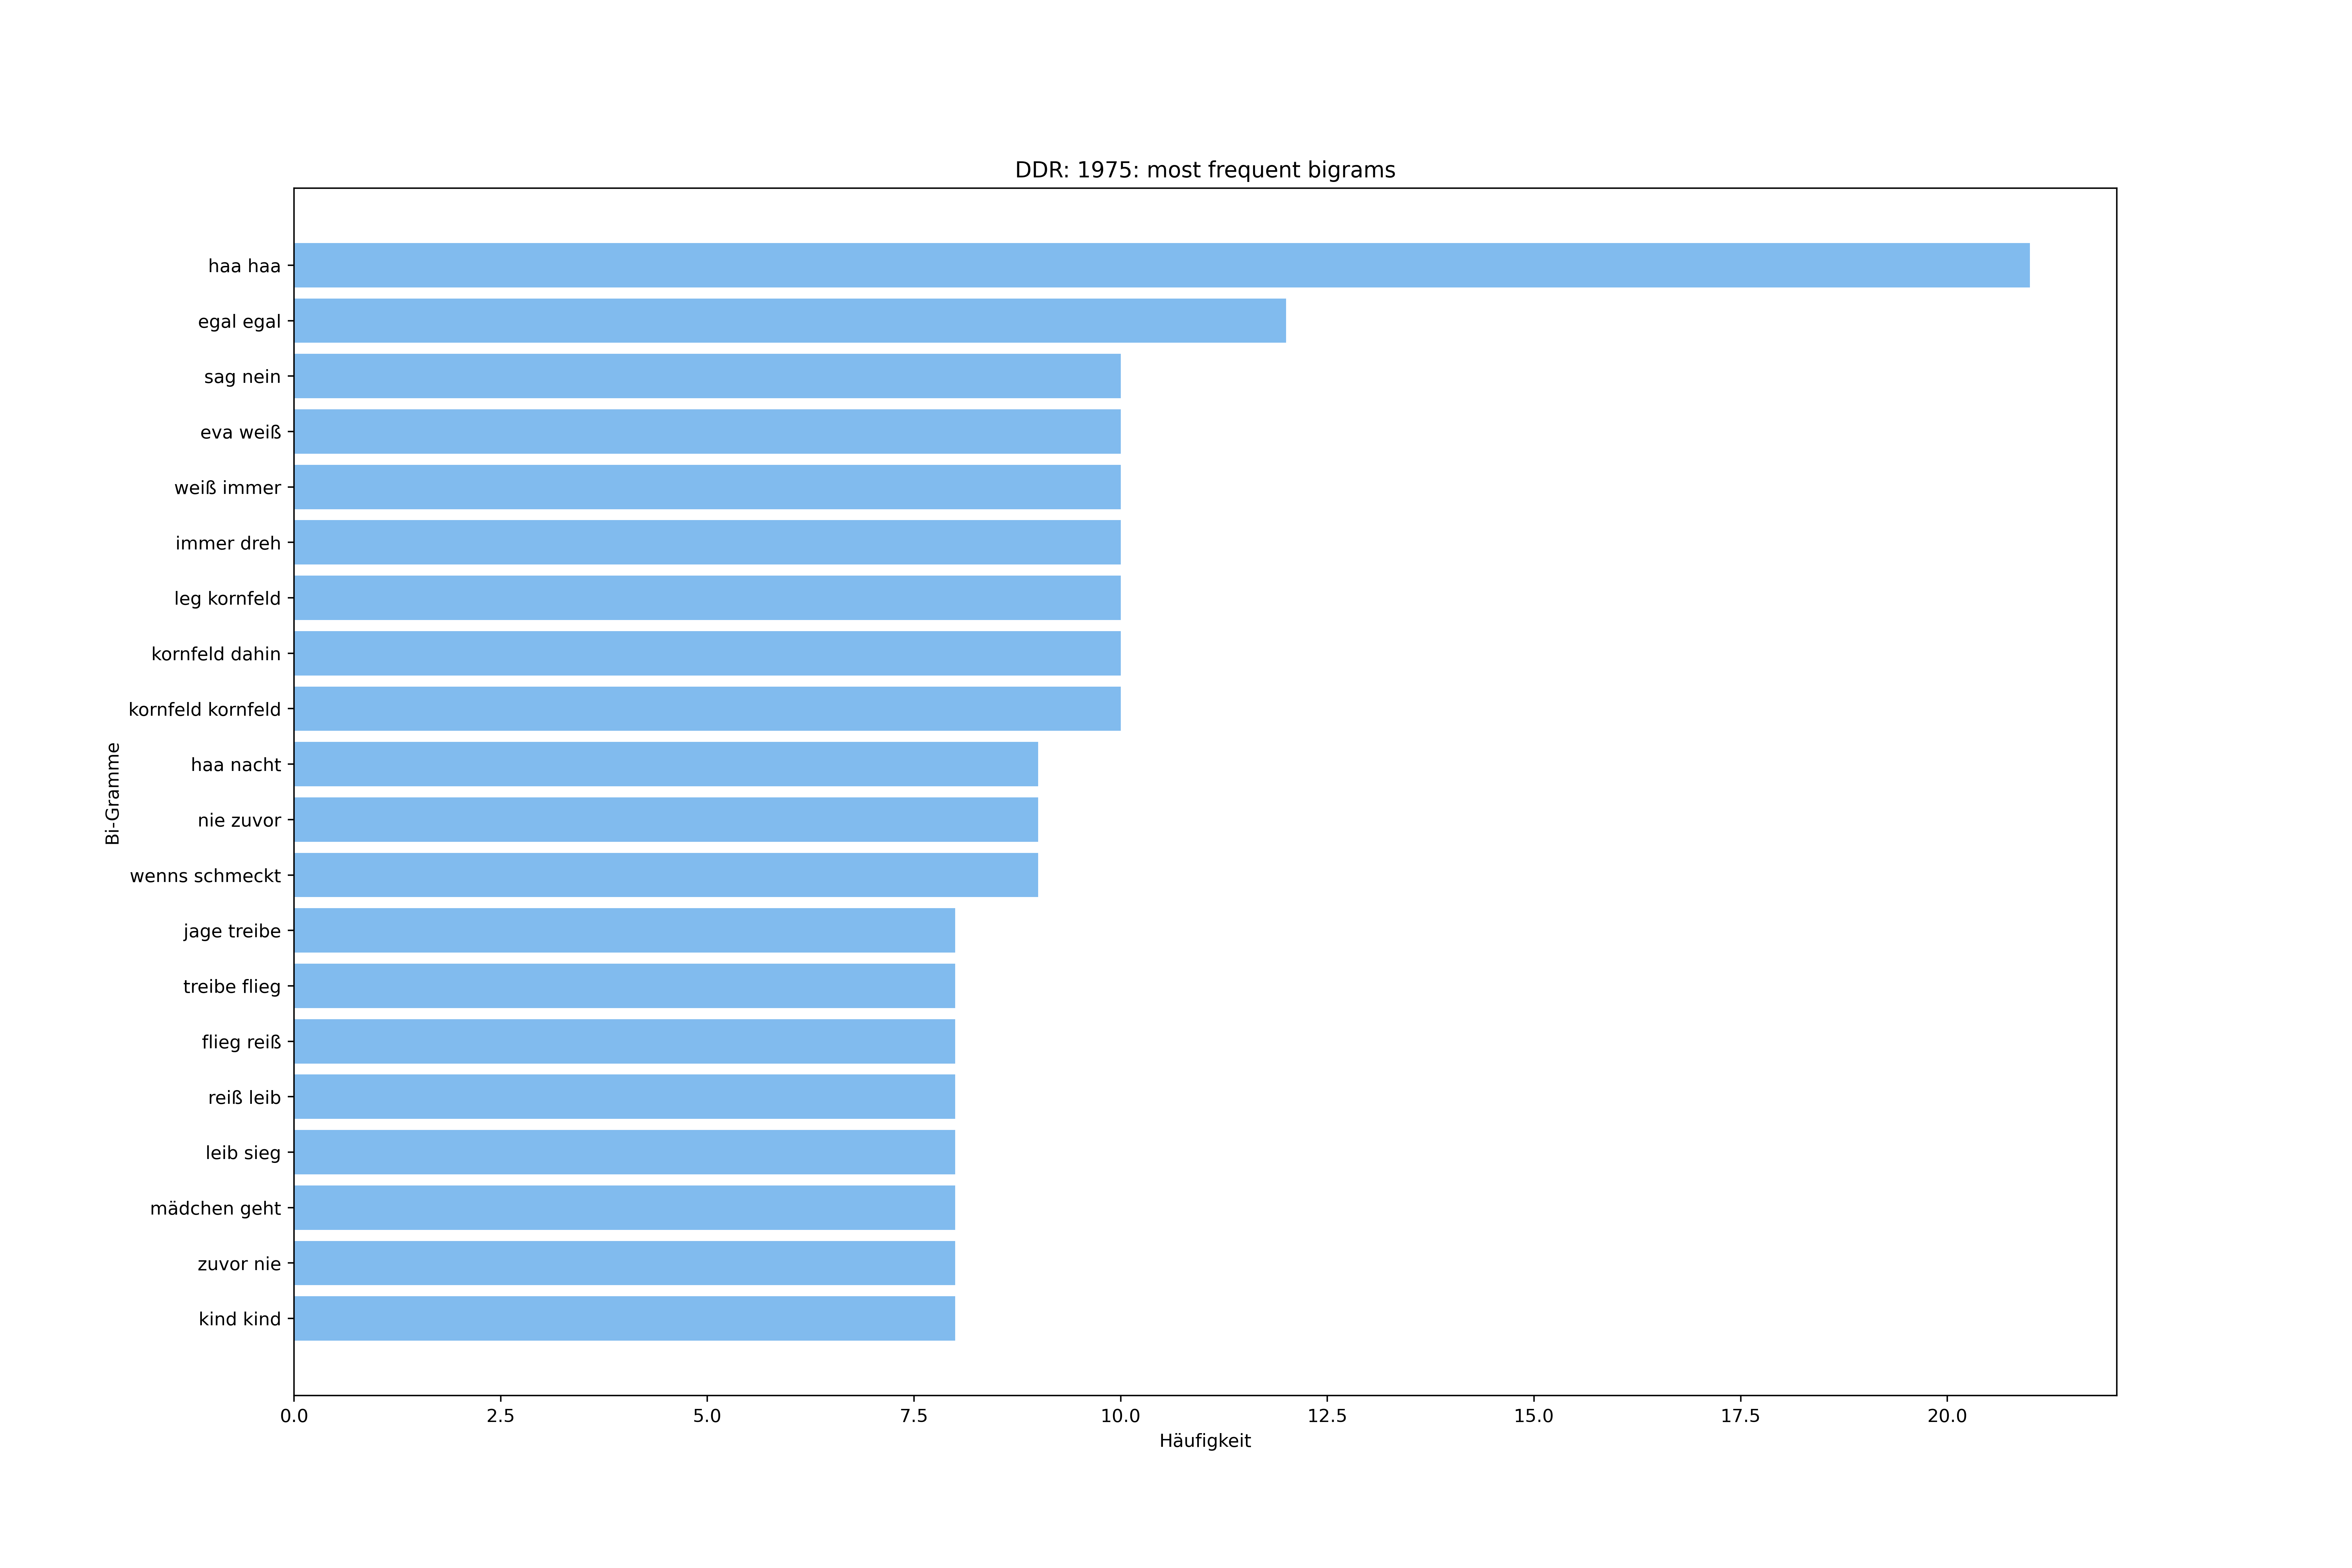 DDR: 1975: most frequent bigrams
haa haa
egal egal
sag nein
eva weiß
weiß immer
immer dreh
leg kornfeld
kornfeld dahin
kornfeld kornfeld
haa nacht
nie zuvor
wenns schmeckt
jage treibe
treibe flieg
flieg reiß
reiß leib
leib sieg
mädchen geht
zuvor nie
kind kind
Bi-Gramme
0.0 2.5 5.0 7.5 10.0 12.5 15.0 17.5 20.0
Häufigkeit